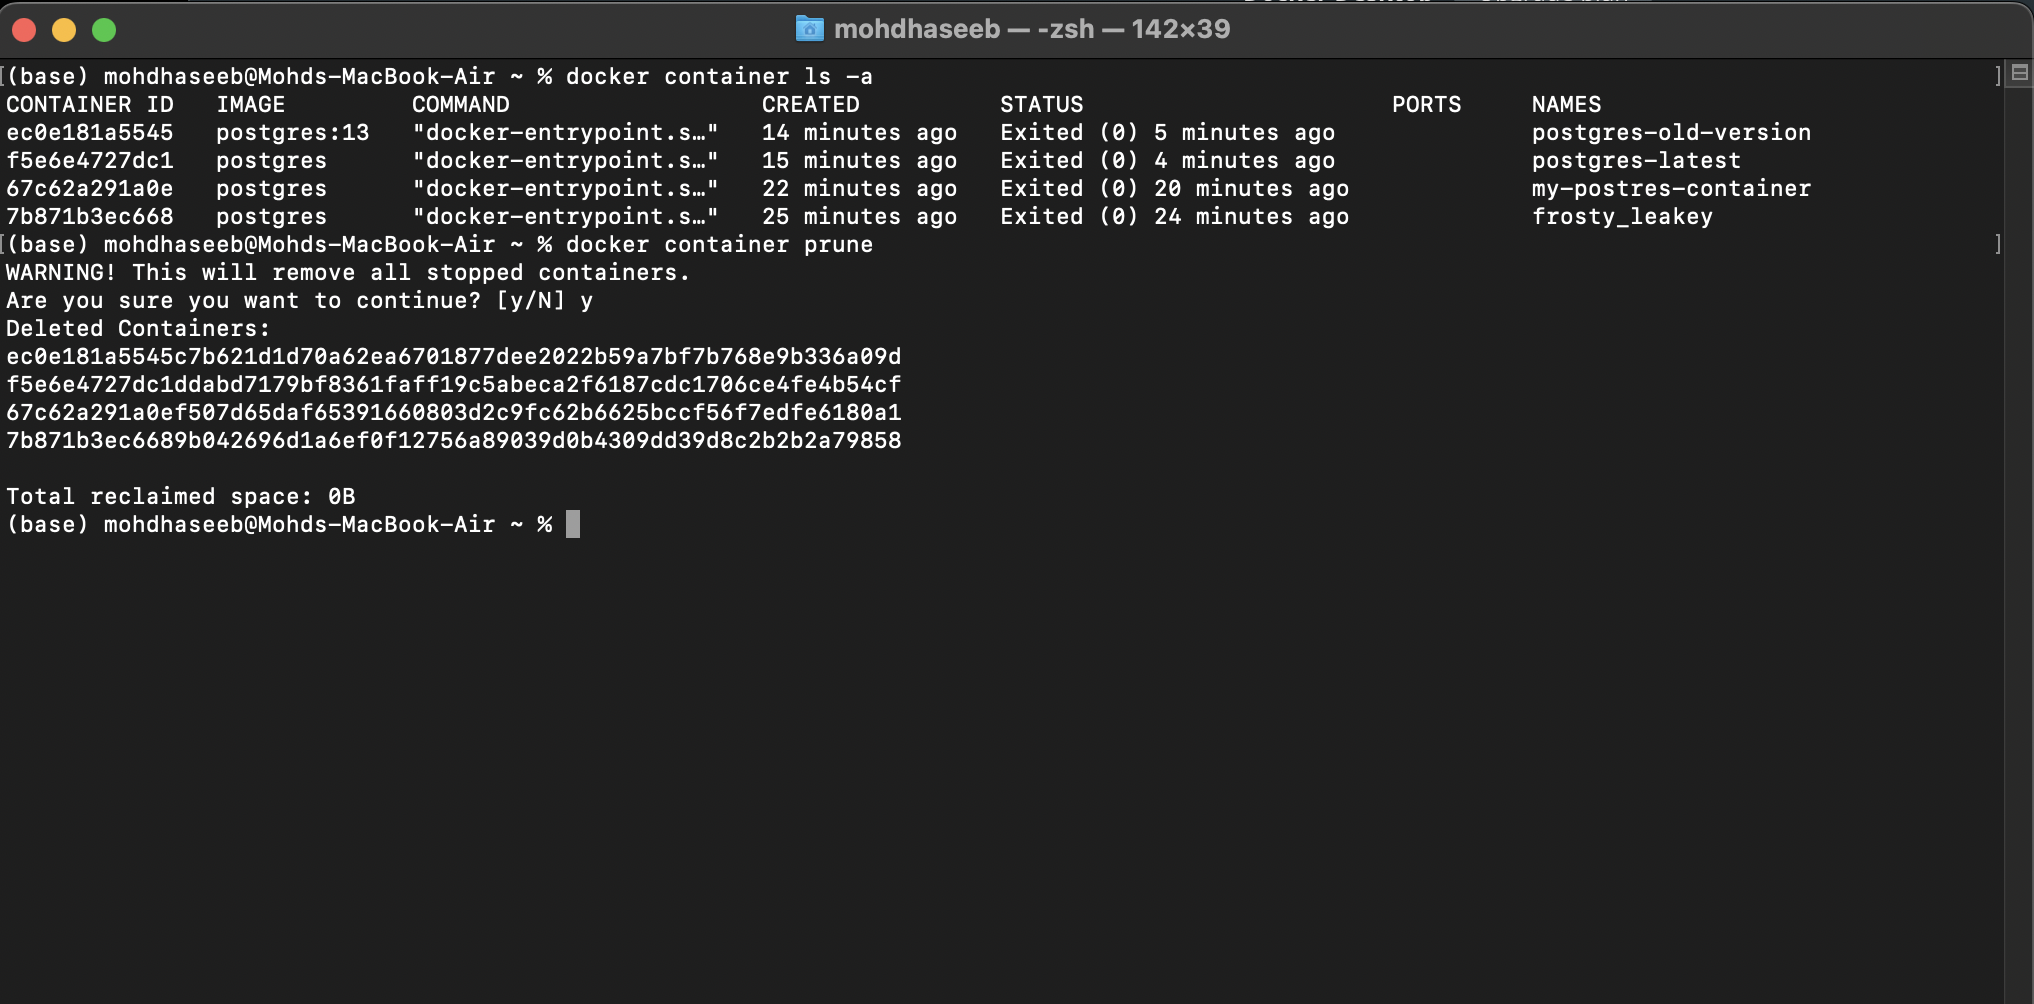 mohdhaseeb — -zsh — 142×39
(base) mohdhaseeb@Mohds-MacBook-Air ~ % docker container ls -a
CONTAINER ID   IMAGE         COMMAND                  CREATED          STATUS                      PORTS     NAMES
ec0e181a5545   postgres:13   "docker-entrypoint.s…"   14 minutes ago   Exited (0) 5 minutes ago              postgres-old-version
f5e6e4727dc1   postgres      "docker-entrypoint.s…"   15 minutes ago   Exited (0) 4 minutes ago              postgres-latest
67c62a291a0e   postgres      "docker-entrypoint.s…"   22 minutes ago   Exited (0) 20 minutes ago             my-postres-container
7b871b3ec668   postgres      "docker-entrypoint.s…"   25 minutes ago   Exited (0) 24 minutes ago             frosty_leakey
(base) mohdhaseeb@Mohds-MacBook-Air ~ % docker container prune
WARNING! This will remove all stopped containers.
Are you sure you want to continue? [y/N] y
Deleted Containers:
ec0e181a5545c7b621d1d70a62ea6701877dee2022b59a7bf7b768e9b336a09d
f5e6e4727dc1ddabd7179bf8361faff19c5abeca2f6187cdc1706ce4fe4b54cf
67c62a291a0ef507d65daf65391660803d2c9fc62b6625bccf56f7edfe6180a1
7b871b3ec6689b042696d1a6ef0f12756a89039d0b4309dd39d8c2b2b2a79858

Total reclaimed space: 0B
(base) mohdhaseeb@Mohds-MacBook-Air ~ %